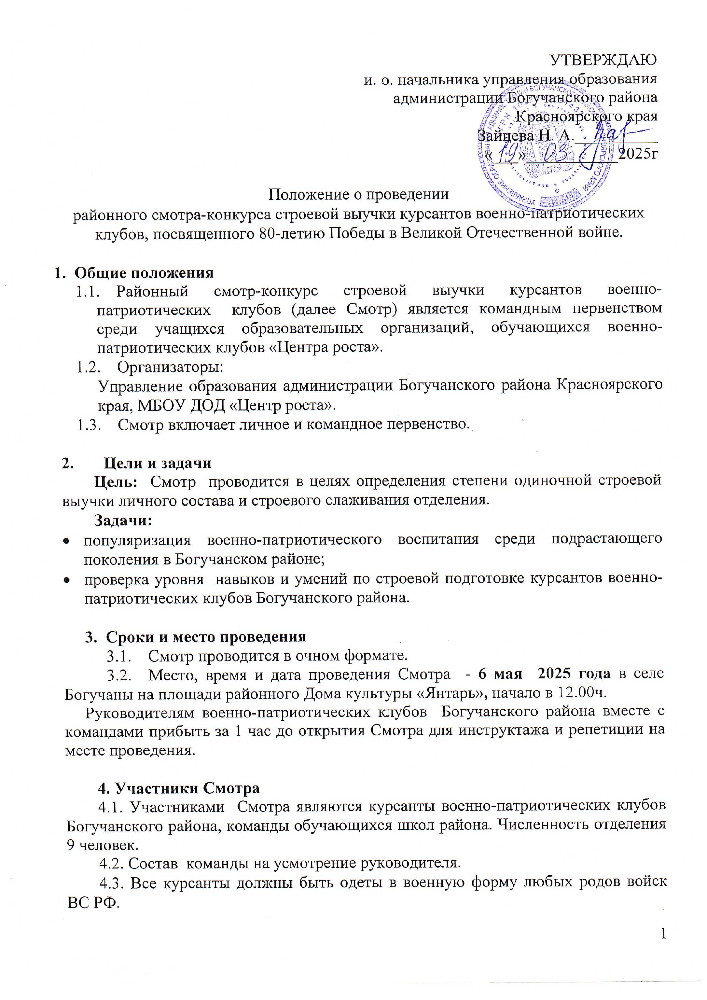 УТВЕРЖДАЮ
и. о. начальника управления образования
администрации Богучанского района
Красноярского края
Зайцева Н. А.
«19» 03 2025г
Положение о проведении
районного смотра-конкурса строевой выучки курсантов военно-патриотических
клубов, посвященного 80-летию Победы в Великой Отечественной войне.
1. Общие положения
1.1. Районный смотр-конкурс строевой выучки курсантов военно-
патриотических клубов (далее Смотр) является командным первенством
среди учащихся образовательных организаций, обучающихся военно-
патриотических клубов «Центра роста».
1.2. Организаторы:
Управление образования администрации Богучанского района Красноярского
края, МБОУ ДОД «Центр роста».
1.3. Смотр включает личное и командное первенство.
2. Цели и задачи
Цель: Смотр проводится в целях определения степени одиночной строевой
выучки личного состава и строевого слаживания отделения.
Задачи:
• популяризация военно-патриотического воспитания среди подрастающего
поколения в Богучанском районе;
• проверка уровня навыков и умений по строевой подготовке курсантов военно-
патриотических клубов Богучанского района.
3. Сроки и место проведения
3.1. Смотр проводится в очном формате.
3.2. Место, время и дата проведения Смотра - 6 мая 2025 года в селе
Богучаны на площади районного Дома культуры «Янтарь», начало в 12.00ч.
Руководителям военно-патриотических клубов Богучанского района вместе с
командами прибыть за 1 час до открытия Смотра для инструктажа и репетиции на
месте проведения.
4. Участники Смотра
4.1. Участниками Смотра являются курсанты военно-патриотических клубов
Богучанского района, команды обучающихся школ района. Численность отделения
9 человек.
4.2. Состав команды на усмотрение руководителя.
4.3. Все курсанты должны быть одеты в военную форму любых родов войск
ВС РФ.
1